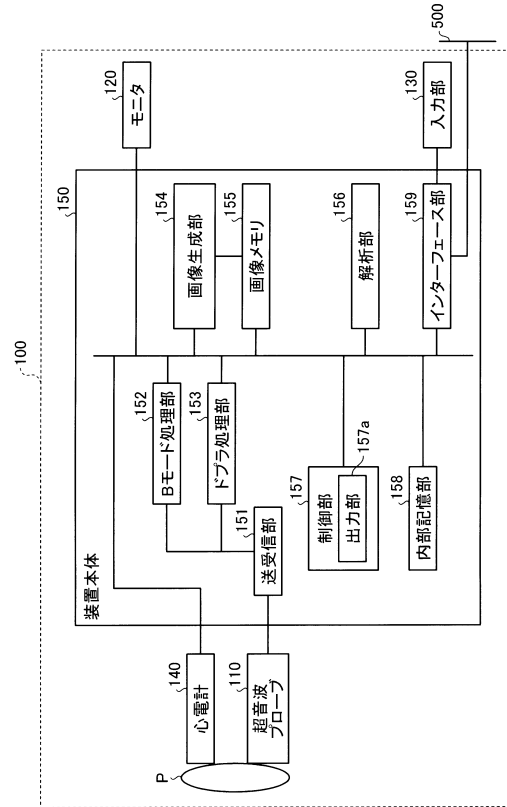 100
500
150
装置本体
モニタ
120
入力部
130
画像生成部
154
画像メモリ
155
解析部
156
インターフェース部
159
Bモード処理部
152
ドプラ処理部
153
送受信部
151
制御部
157
出力部
157a
内部記憶部
158
心電計
140
超音波
プローブ
110
P